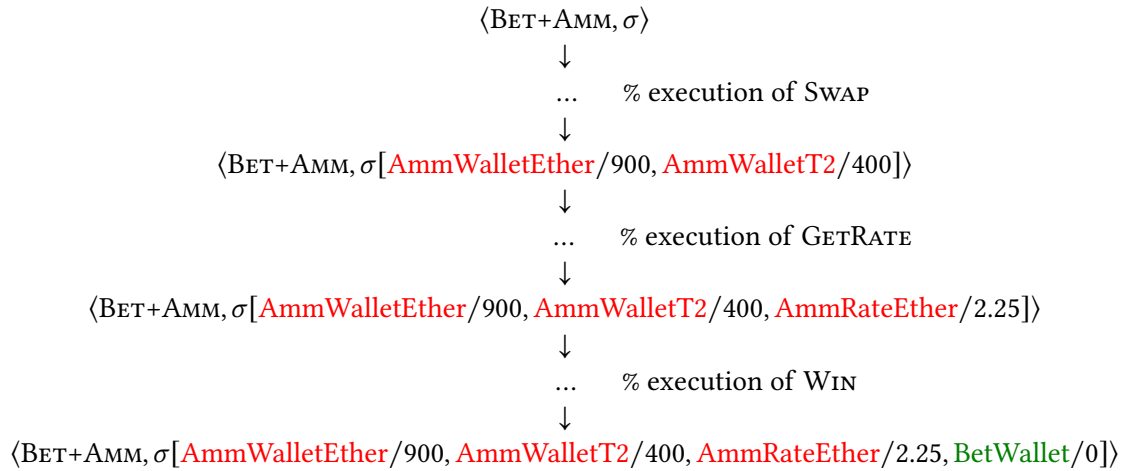 ⟨BET+AMM, σ⟩
↓
... % execution of SWAP
↓
⟨BET+AMM, σ[AmmWalletEther/900, AmmWalletT2/400]⟩
↓
... % execution of GETRATE
↓
⟨BET+AMM, σ[AmmWalletEther/900, AmmWalletT2/400, AmmRateEther/2.25]⟩
↓
... % execution of WIN
↓
⟨BET+AMM, σ[AmmWalletEther/900, AmmWalletT2/400, AmmRateEther/2.25, BetWallet/0]⟩